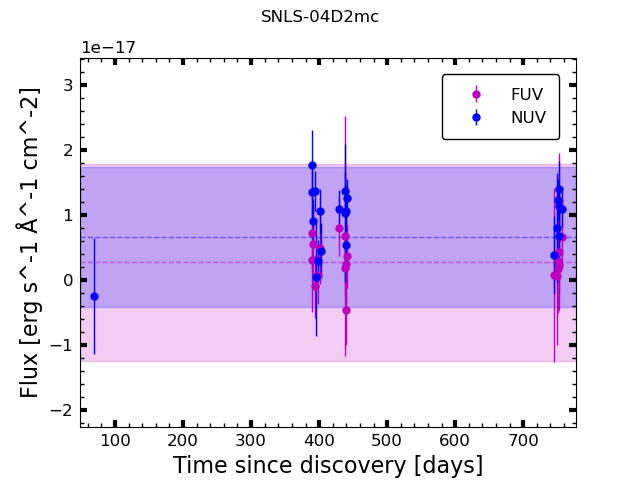 SNLS-04D2mc
1e−17
3
2
1
0
−1
−2
Flux [erg s^-1 Å^-1 cm^-2]
FUV
NUV
100 200 300 400 500 600 700
Time since discovery [days]